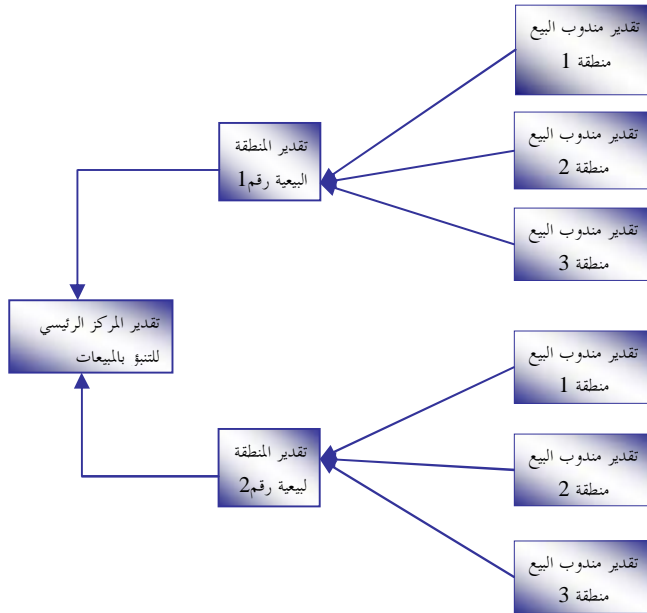 تقدير مندوب البيع
منطقة 1
تقدير مندوب البيع
منطقة 2
تقدير مندوب البيع
منطقة 3
تقدير المنطقة
البيعية رقم1
تقدير المركز الرئيسي
للتنبؤ بالمبيعات
تقدير مندوب البيع
منطقة 1
تقدير مندوب البيع
منطقة 2
تقدير مندوب البيع
منطقة 3
تقدير المنطقة
لبيعية رقم2